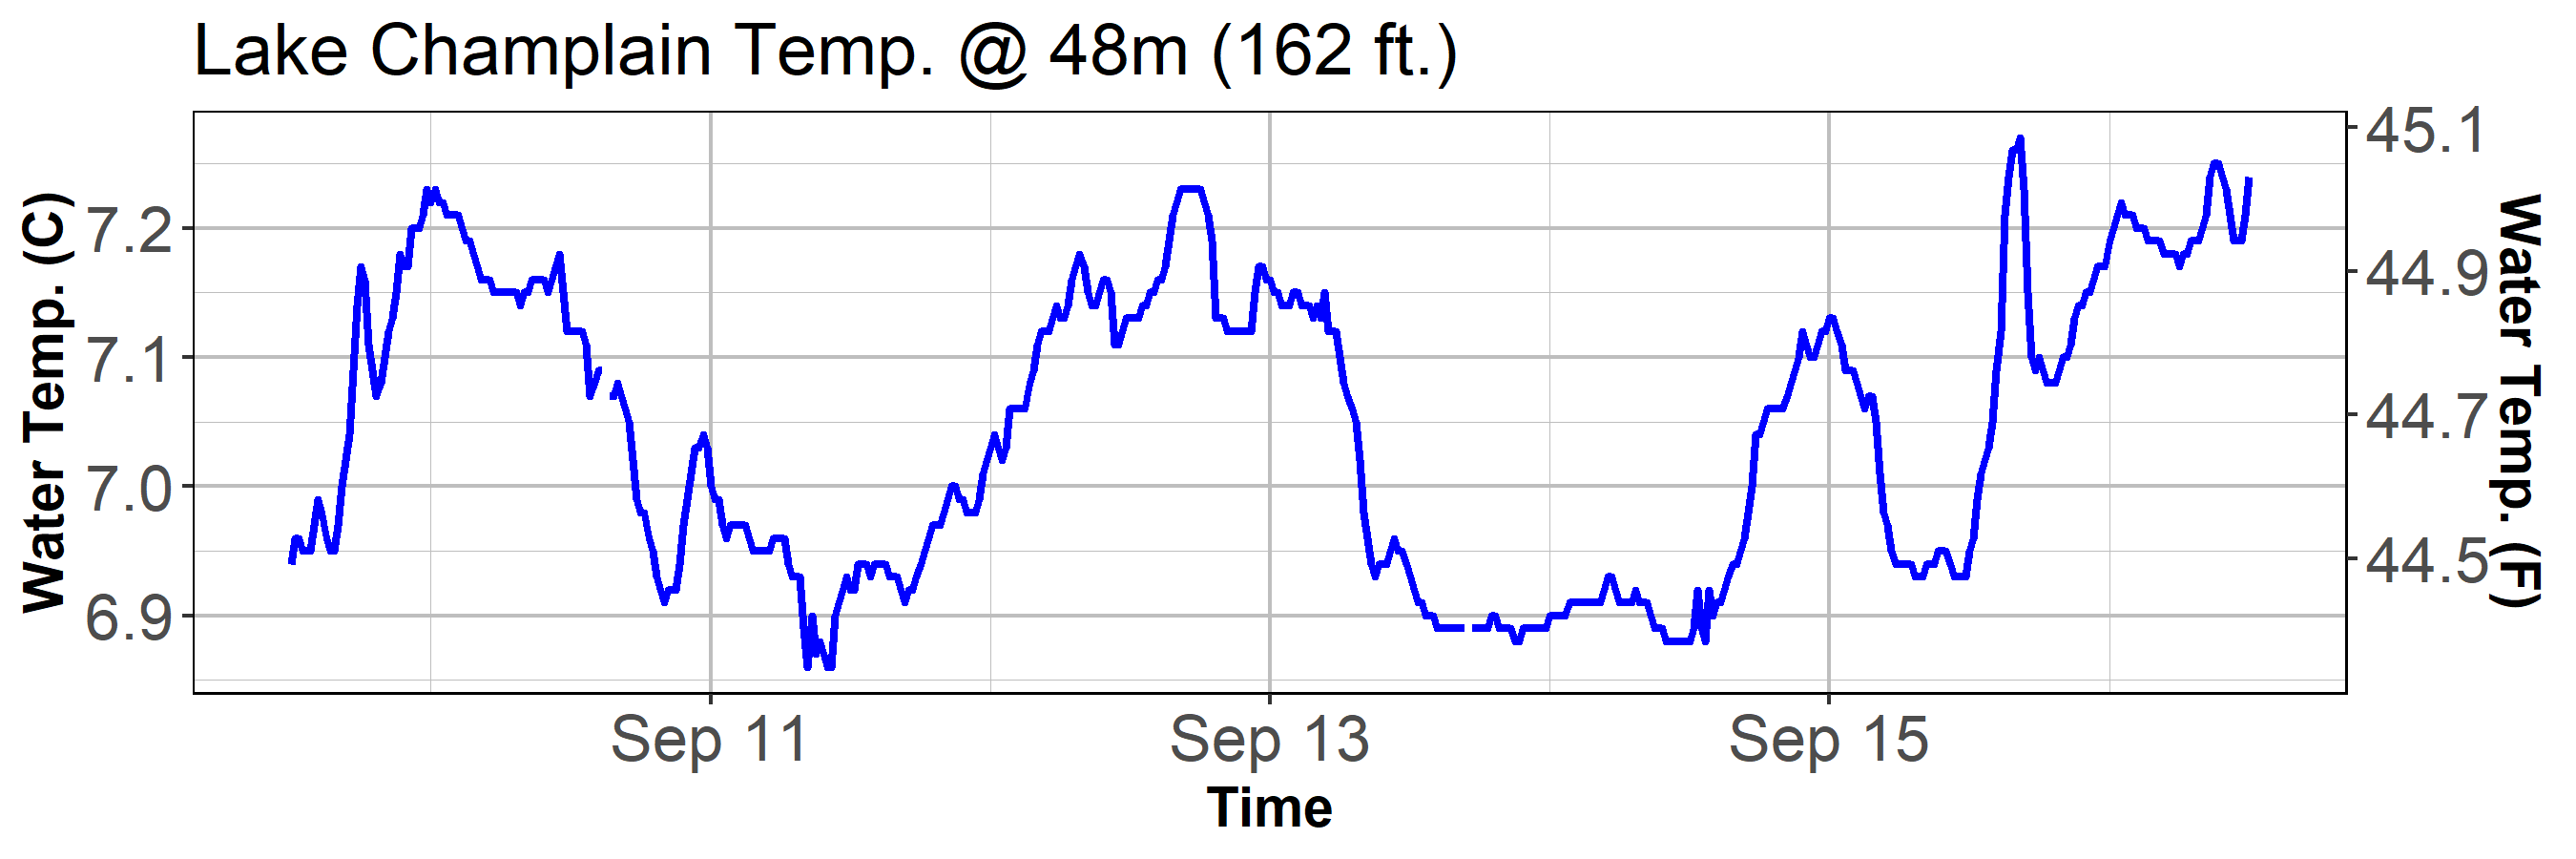 Lake Champlain Temp. @ 48m (162 ft.)
Water Temp. (C)
7.2
7.1
7.0
6.9
45.1
44.9
44.7
44.5
Water Temp. (F)
Sep 11
Sep 13
Sep 15
Time